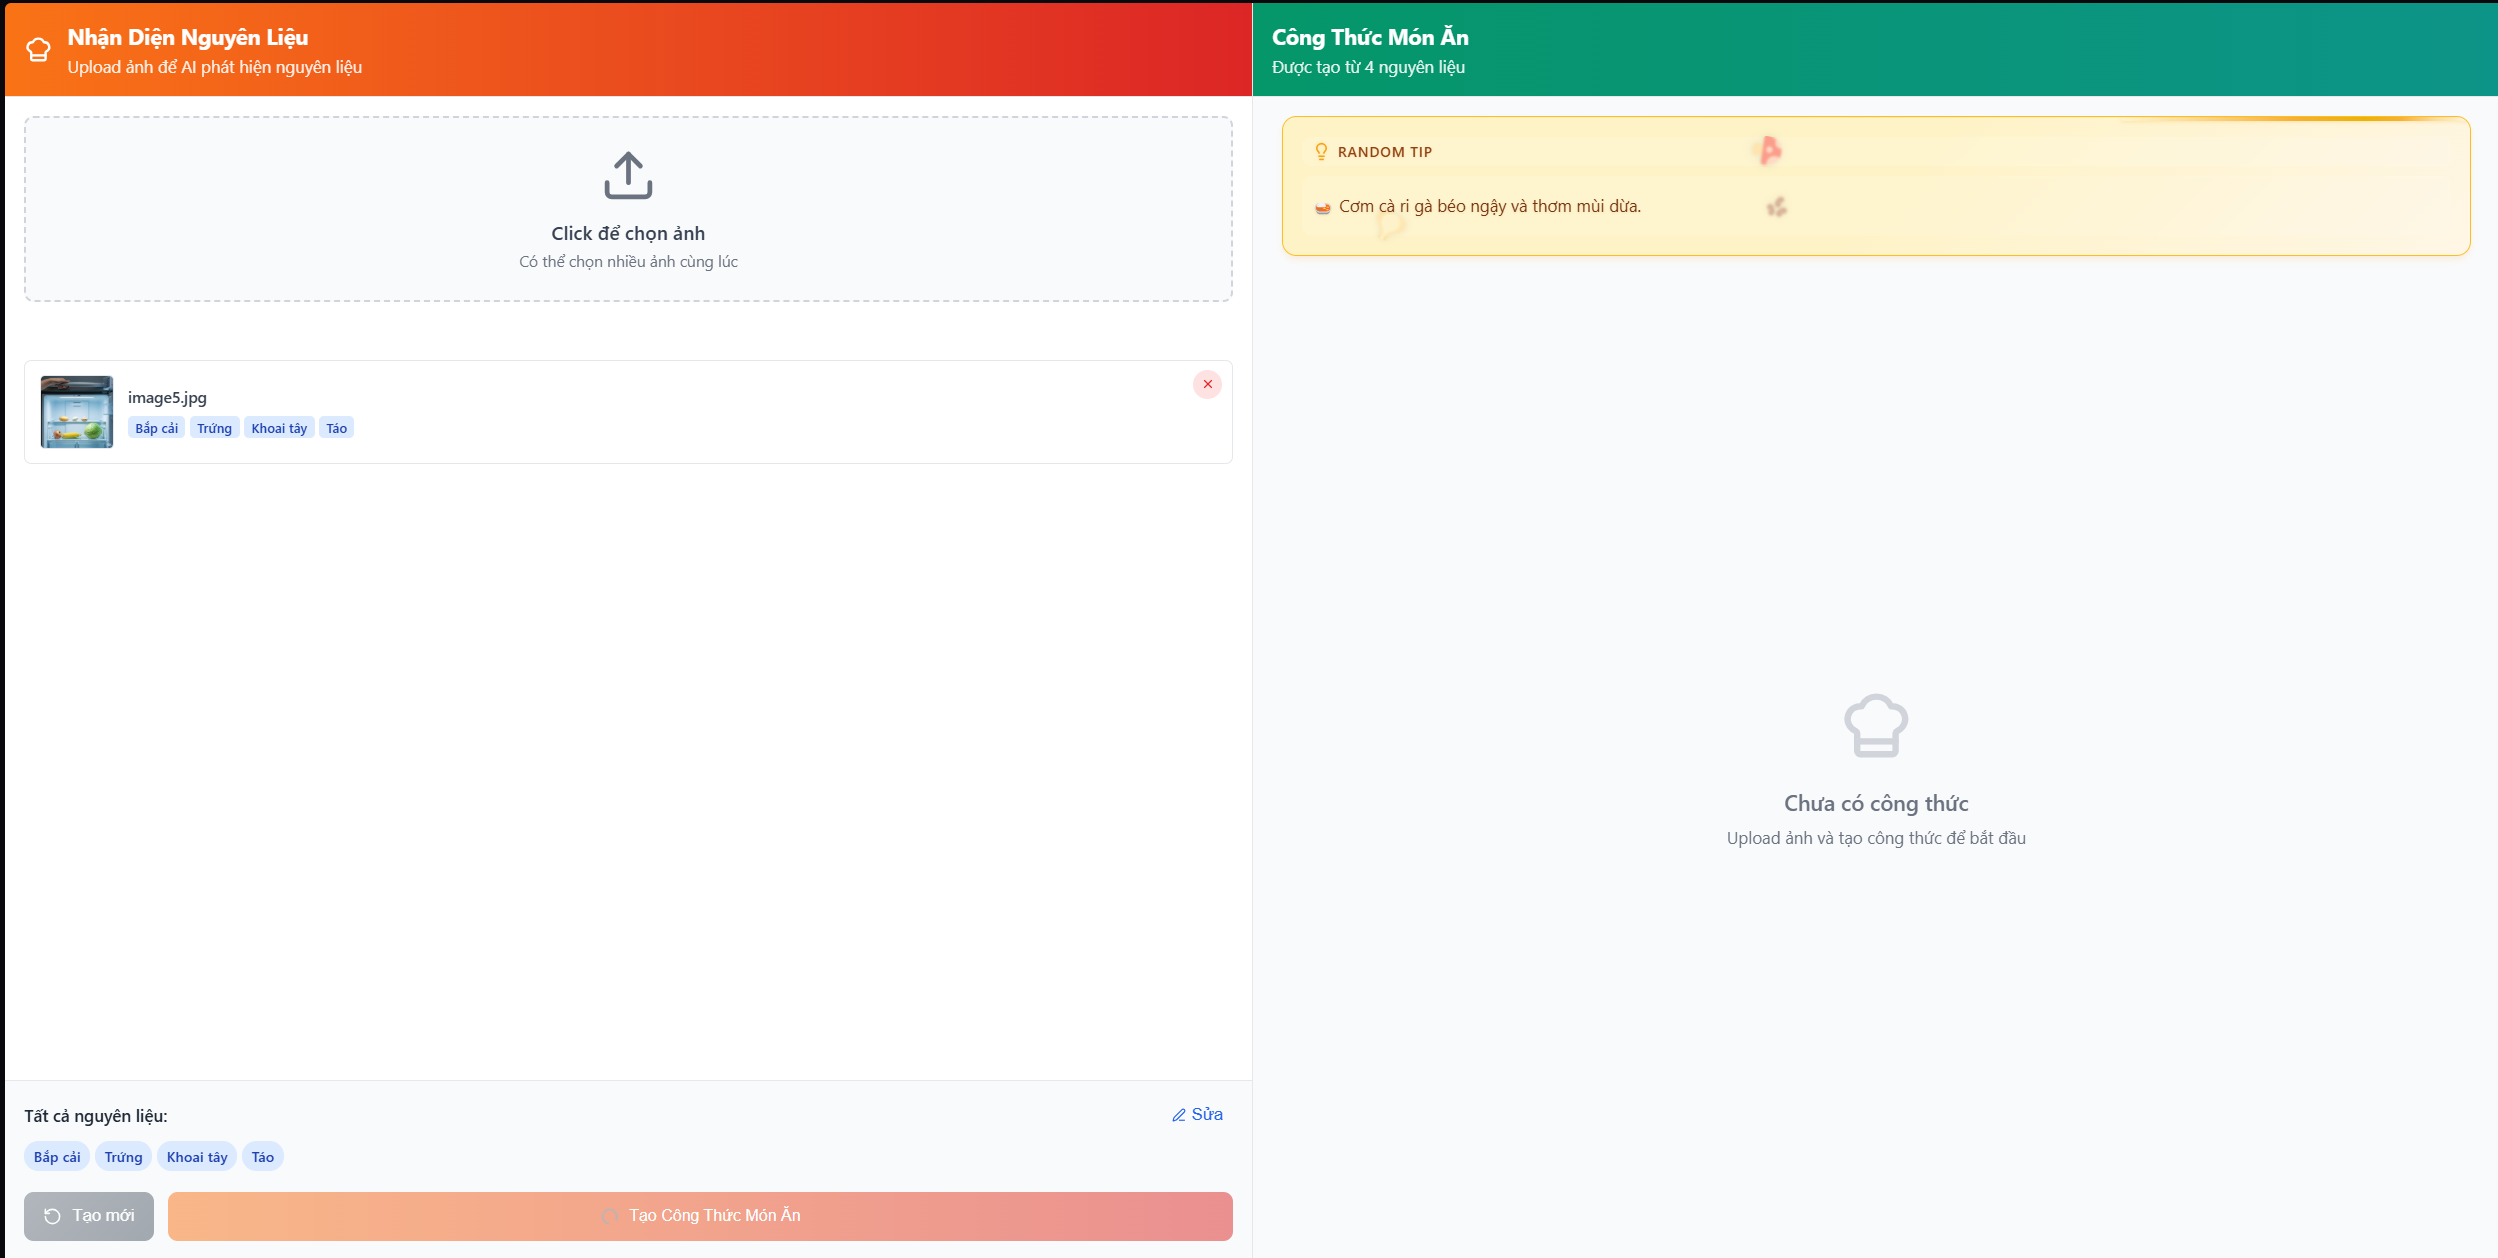 Nhận Diện Nguyên Liệu
Upload ảnh để AI phát hiện nguyên liệu
Click để chọn ảnh
Có thể chọn nhiều ảnh cùng lúc
image5.jpg
Bắp cải
Trứng
Khoai tây
Táo
Tất cả nguyên liệu:
Sửa
Bắp cải
Trứng
Khoai tây
Táo
Tạo mới
Tạo Công Thức Món Ăn
Công Thức Món Ăn
Được tạo từ 4 nguyên liệu
RANDOM TIP
Cơm cà ri gà béo ngậy và thơm mùi dừa.
Chưa có công thức
Upload ảnh và tạo công thức để bắt đầu